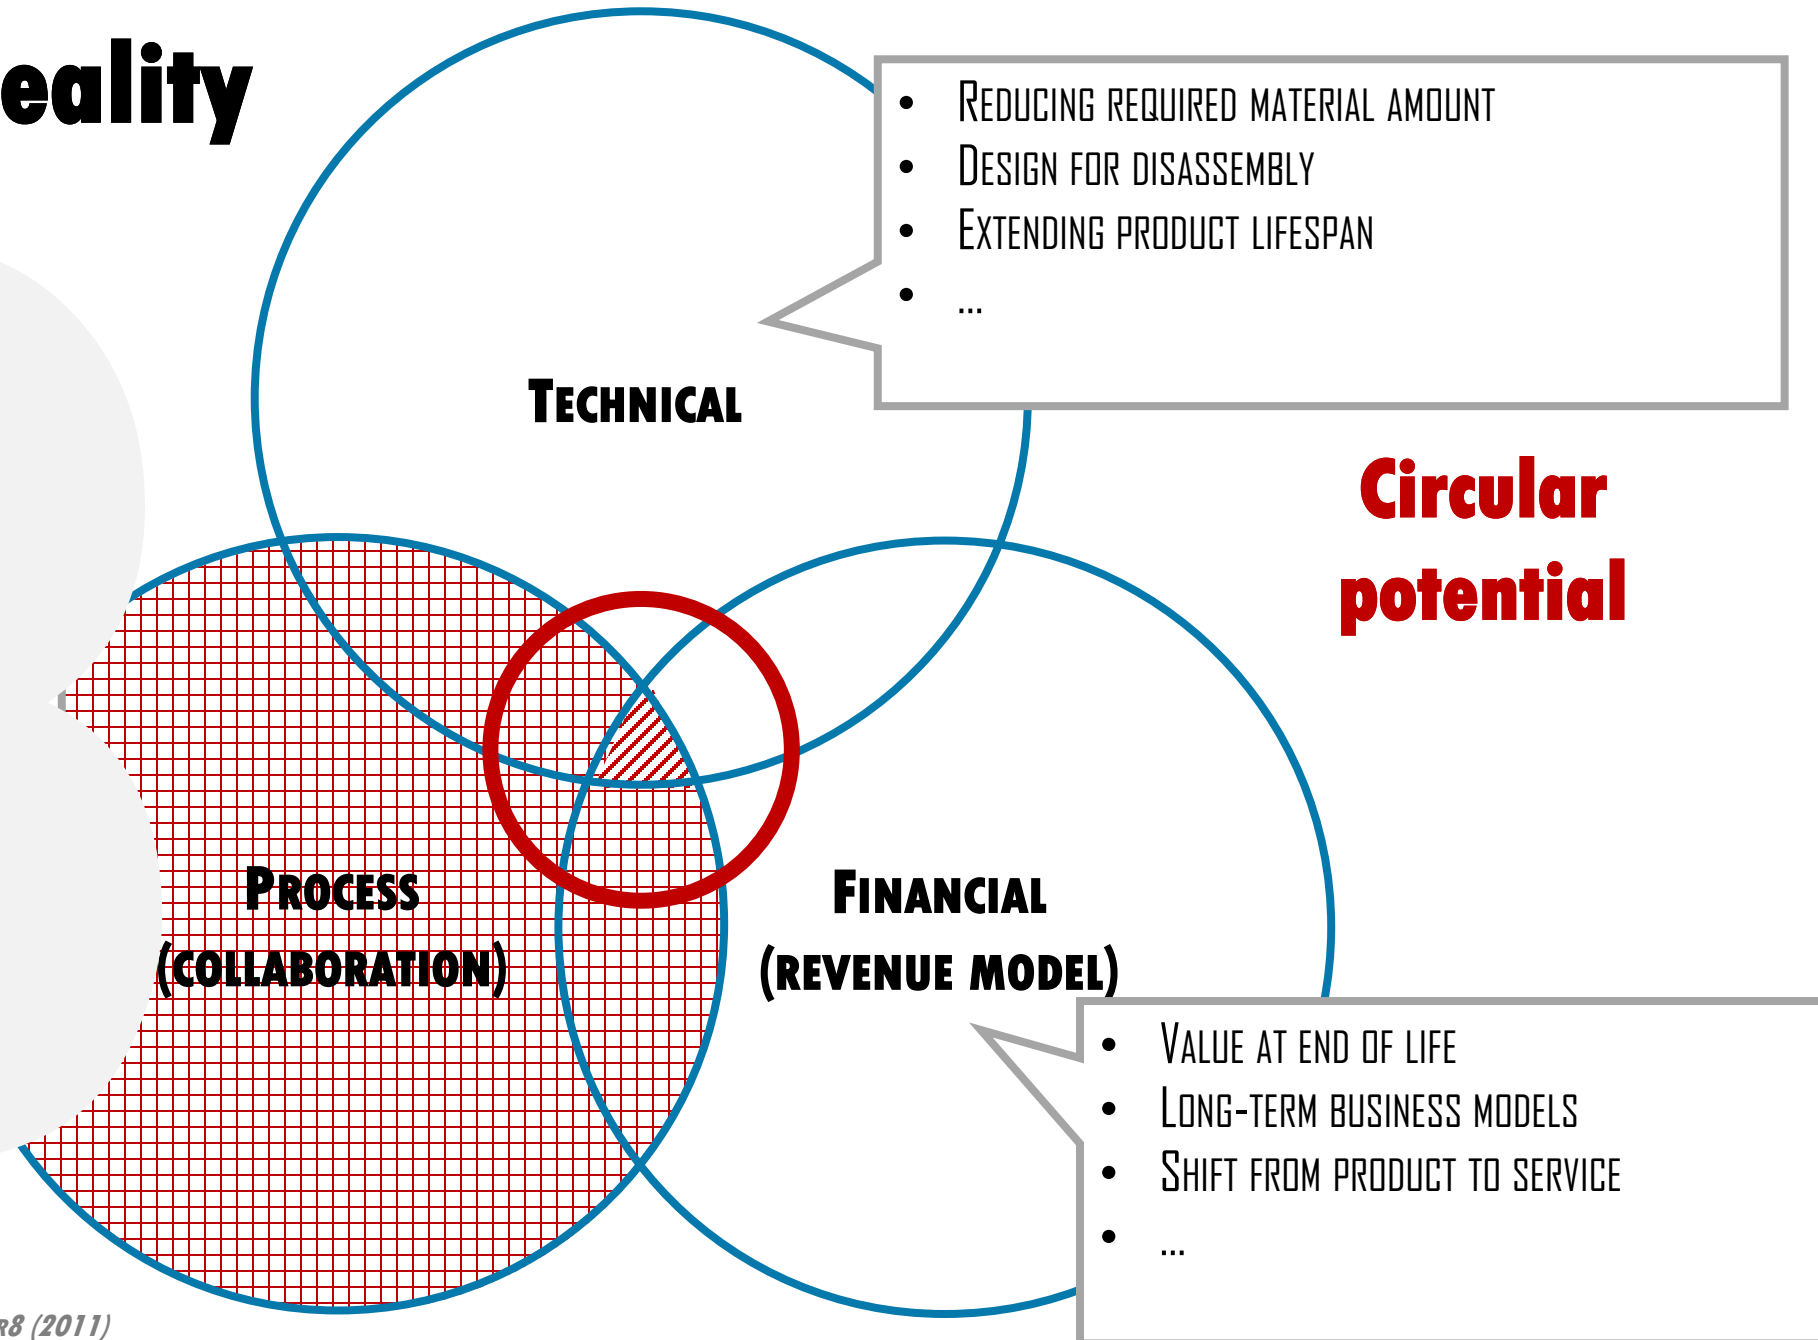 eality
• Reducing required material amount
• Design for disassembly
• Extending product lifespan
• ...
Technical
Circular
potential
Process
(collaboration)
Financial
(revenue model)
• Value at end of life
• Long-term business models
• Shift from product to service
• ...
r8 (2011)